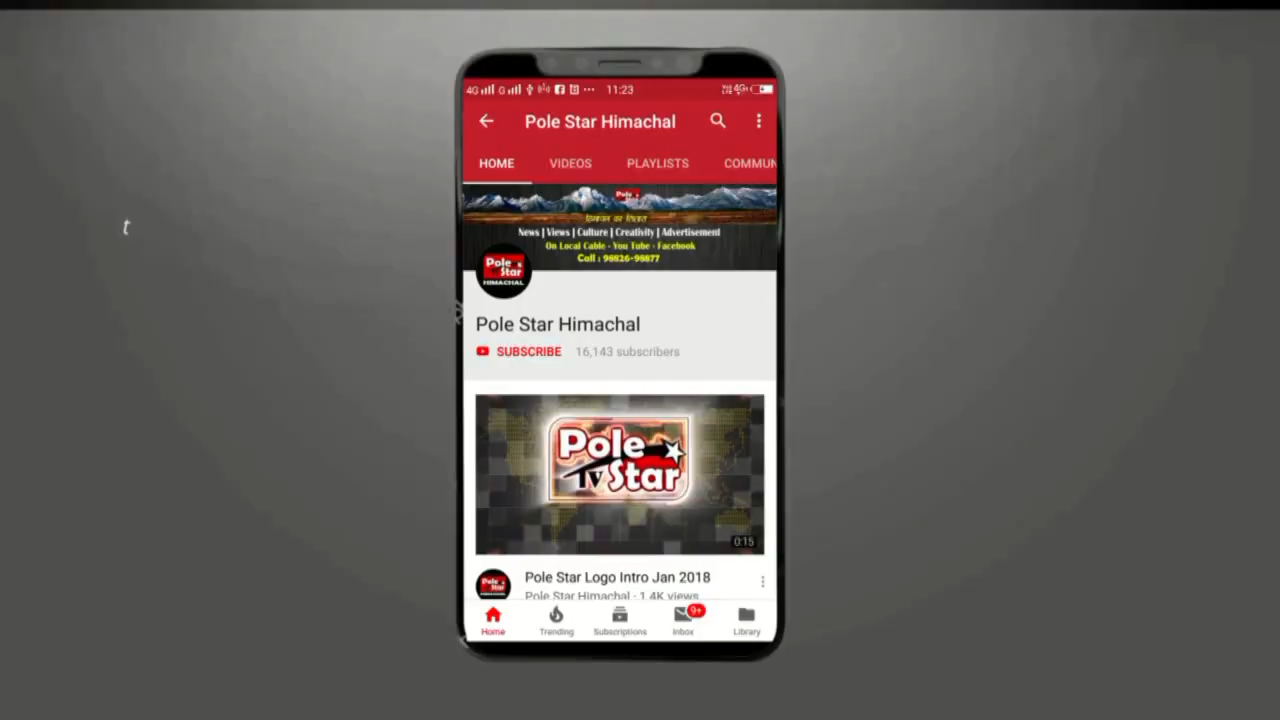 4G G 11:23 4G+
Pole Star Himachal
HOME VIDEOS PLAYLISTS COMMUN
Pole Star
News | Views | Culture | Creativity | Advertisement
On Local Cable - You Tube - Facebook
Call : 98826-98877
Pole Star
HIMACHAL
Pole Star Himachal
SUBSCRIBE 16,143 subscribers
Pole
TV Star
0:15
Pole Star Logo Intro Jan 2018
Pole Star Himachal · 1.4K views
9+
Home Trending Subscriptions Inbox Library
t